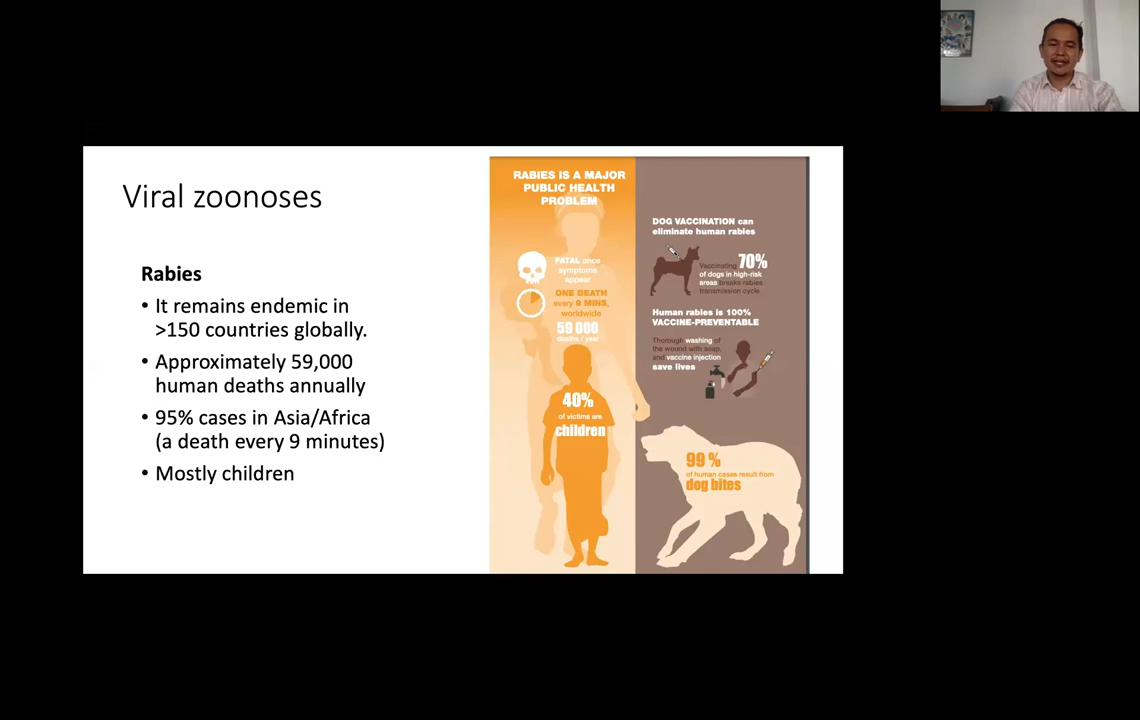 Viral zoonoses
Rabies
• It remains endemic in
>150 countries globally.
• Approximately 59,000
human deaths annually
• 95% cases in Asia/Africa
(a death every 9 minutes)
• Mostly children
RABIES IS A MAJOR
PUBLIC HEALTH
PROBLEM
FATAL once
symptoms
appear
ONE DEATH
every 9 MINS,
worldwide
59 000
deaths / year
40%
of victims are
children
DOG VACCINATION can
eliminate human rabies
Vaccinating 70%
of dogs in high-risk
areas breaks rabies
transmission cycle.
Human rabies is 100%
VACCINE-PREVENTABLE
Thorough washing of
the wound with soap,
and vaccine injection
save lives
99 %
of human cases result from
dog bites